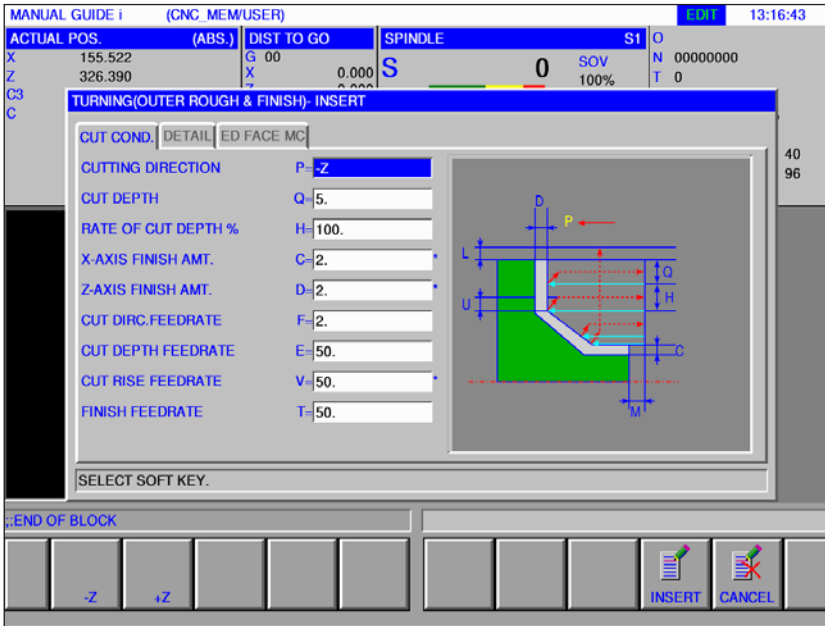 MANUAL GUIDE i (CNC_MEM/USER) EDIT 13:16:43
ACTUAL POS. (ABS.) DIST TO GO SPINDLE S1 O
X 155.522 G 00 N 00000000
Z 326.390 X 0.000 S 0 SOV 100% T 0
C3
C
40
96
TURNING(OUTER ROUGH & FINISH)- INSERT
CUT COND. DETAIL ED FACE MC
CUTTING DIRECTION P= -Z
CUT DEPTH Q= 5.
RATE OF CUT DEPTH % H= 100.
X-AXIS FINISH AMT. C= 2. *
Z-AXIS FINISH AMT. D= 2. *
CUT DIRC.FEEDRATE F= 2.
CUT DEPTH FEEDRATE E= 50.
CUT RISE FEEDRATE V= 50. *
FINISH FEEDRATE T= 50.
D
P
L
Q
U
H
C
M
SELECT SOFT KEY.
;:END OF BLOCK
-Z +Z INSERT CANCEL